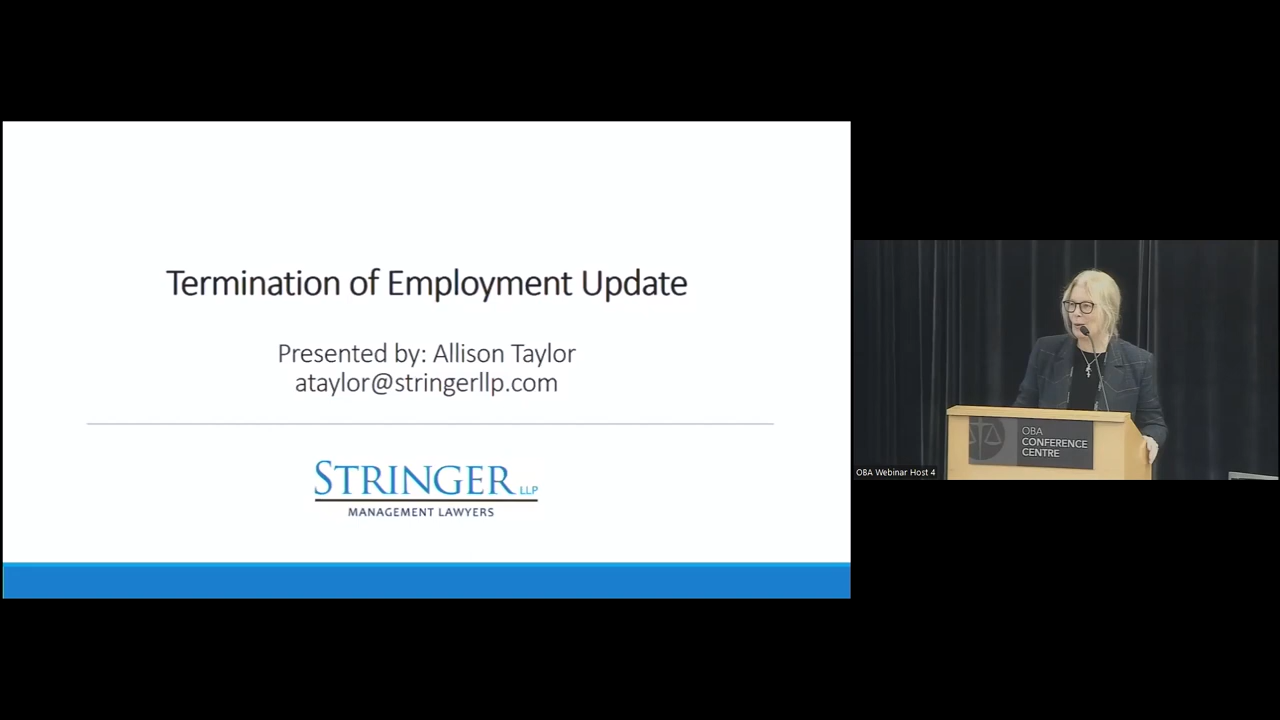 Termination of Employment Update
Presented by: Allison Taylor
ataylor@stringerllp.com
STRINGER LLP
MANAGEMENT LAWYERS
OBA
CONFERENCE
CENTRE
OBA Webinar Host 4